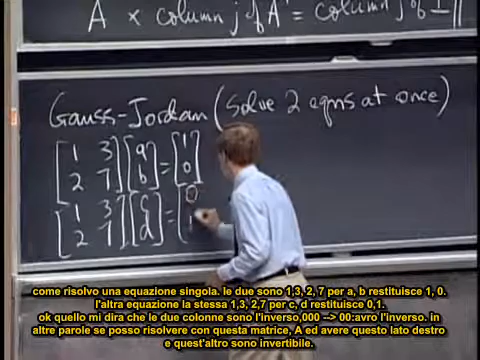 A × column j of A⁻¹ = column j of I
Gauss-Jordan (solve 2 eqns at once)
[1 3; 2 7] [a; b] = [1; 0]
[1 3; 2 7] [c; d] = [0
come risolvo una equazione singola. le due sono 1,3, 2, 7 per a, b restituisce 1, 0.
l'altra equazione la stessa 1,3, 2,7 per c, d restituisce 0,1.
ok quello mi dira che le due colonne sono l'inverso,000 --> 00:avro l'inverso. in
altre parole se posso risolvere con questa matrice, A ed avere questo lato destro
e quest'altro sono invertibile.